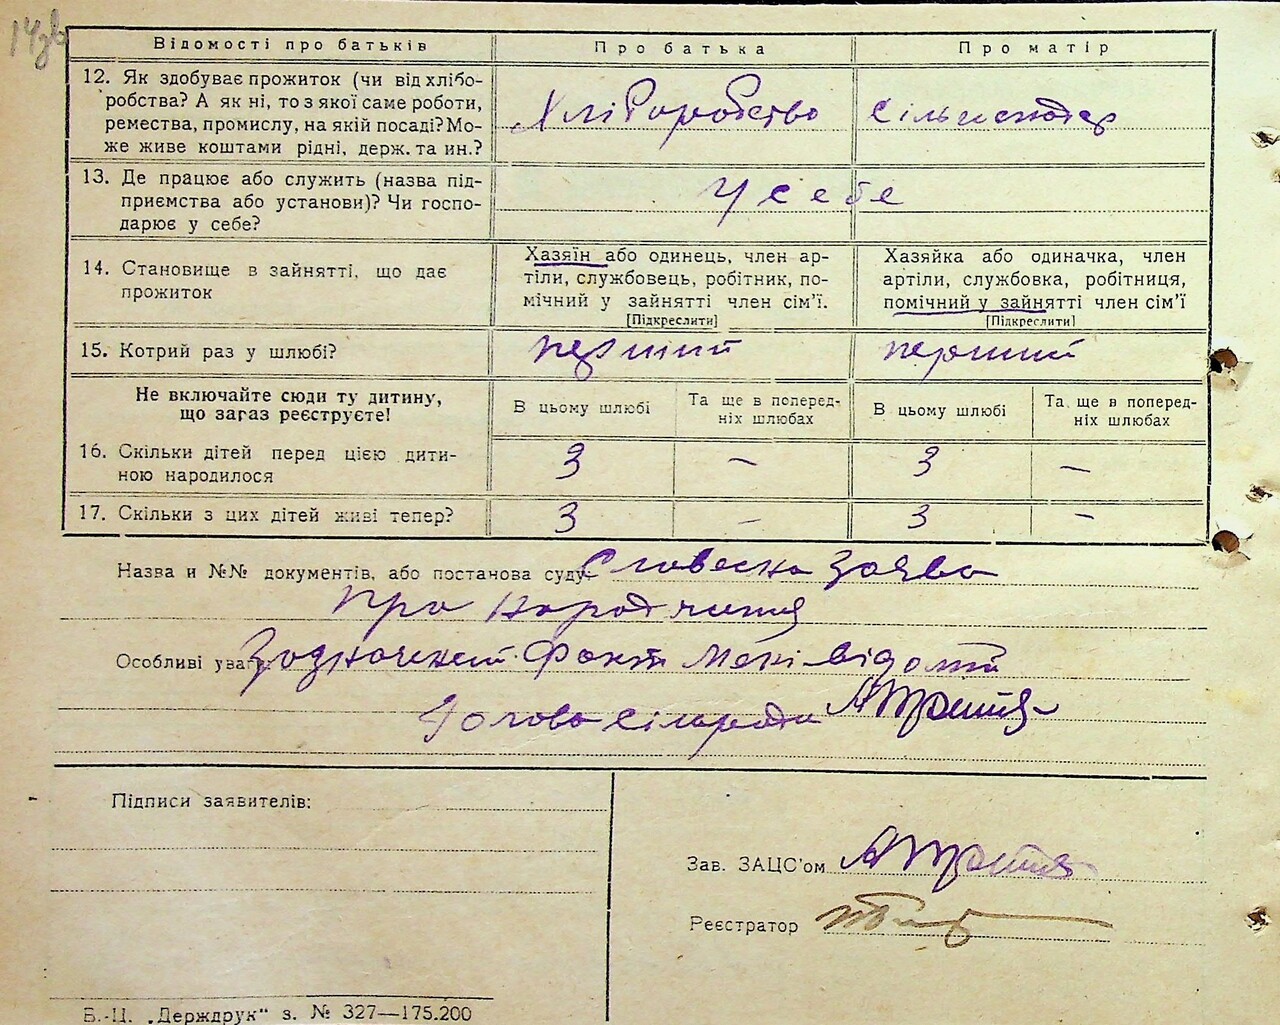 14зв
Відомості про батьків
Про батька
Про матір
12. Як здобуває прожиток (чи від хлібо-
робства? А як ні, то з якої саме роботи,
ремества, промислу, на якій посаді? Мо-
же живе коштами рідні, держ. та ин.?
Хліборобство
13. Де працює або служить (назва під-
приємства або установи)? Чи госпо-
дарює у себе?
У себе
14. Становище в зайнятті, що дає
прожиток
Хазяїн або одинець, член ар-
тіли, службовець, робітник, по-
мічний у зайнятті член сім'ї.
[Підкреслити]
Хазяйка або одиначка, член
артіли, службовка, робітниця,
помічний у зайнятті член сім'ї
[Підкреслити]
15. Котрий раз у шлюбі?
перший
перший
Не включайте сюди ту дитину,
що загаз реєструєте!
В цьому шлюбі
Та ще в поперед-
ніх шлюбах
В цьому шлюбі
Та ще в поперед-
ніх шлюбах
16. Скільки дітей перед цією дити-
ною народилося
3
–
3
–
17. Скільки з цих дітей живі тепер?
3
–
3
–
Назва и №№ документів, або постанова суду: Словесна заява
про народження
Особливі уваги: Зазначений факт мені відомий
Голова сільради
Підписи заявителів:
Зав. ЗАЦС'ом
Реєстратор
Б.-Ц. „Держдрук" з. № 327—175.200